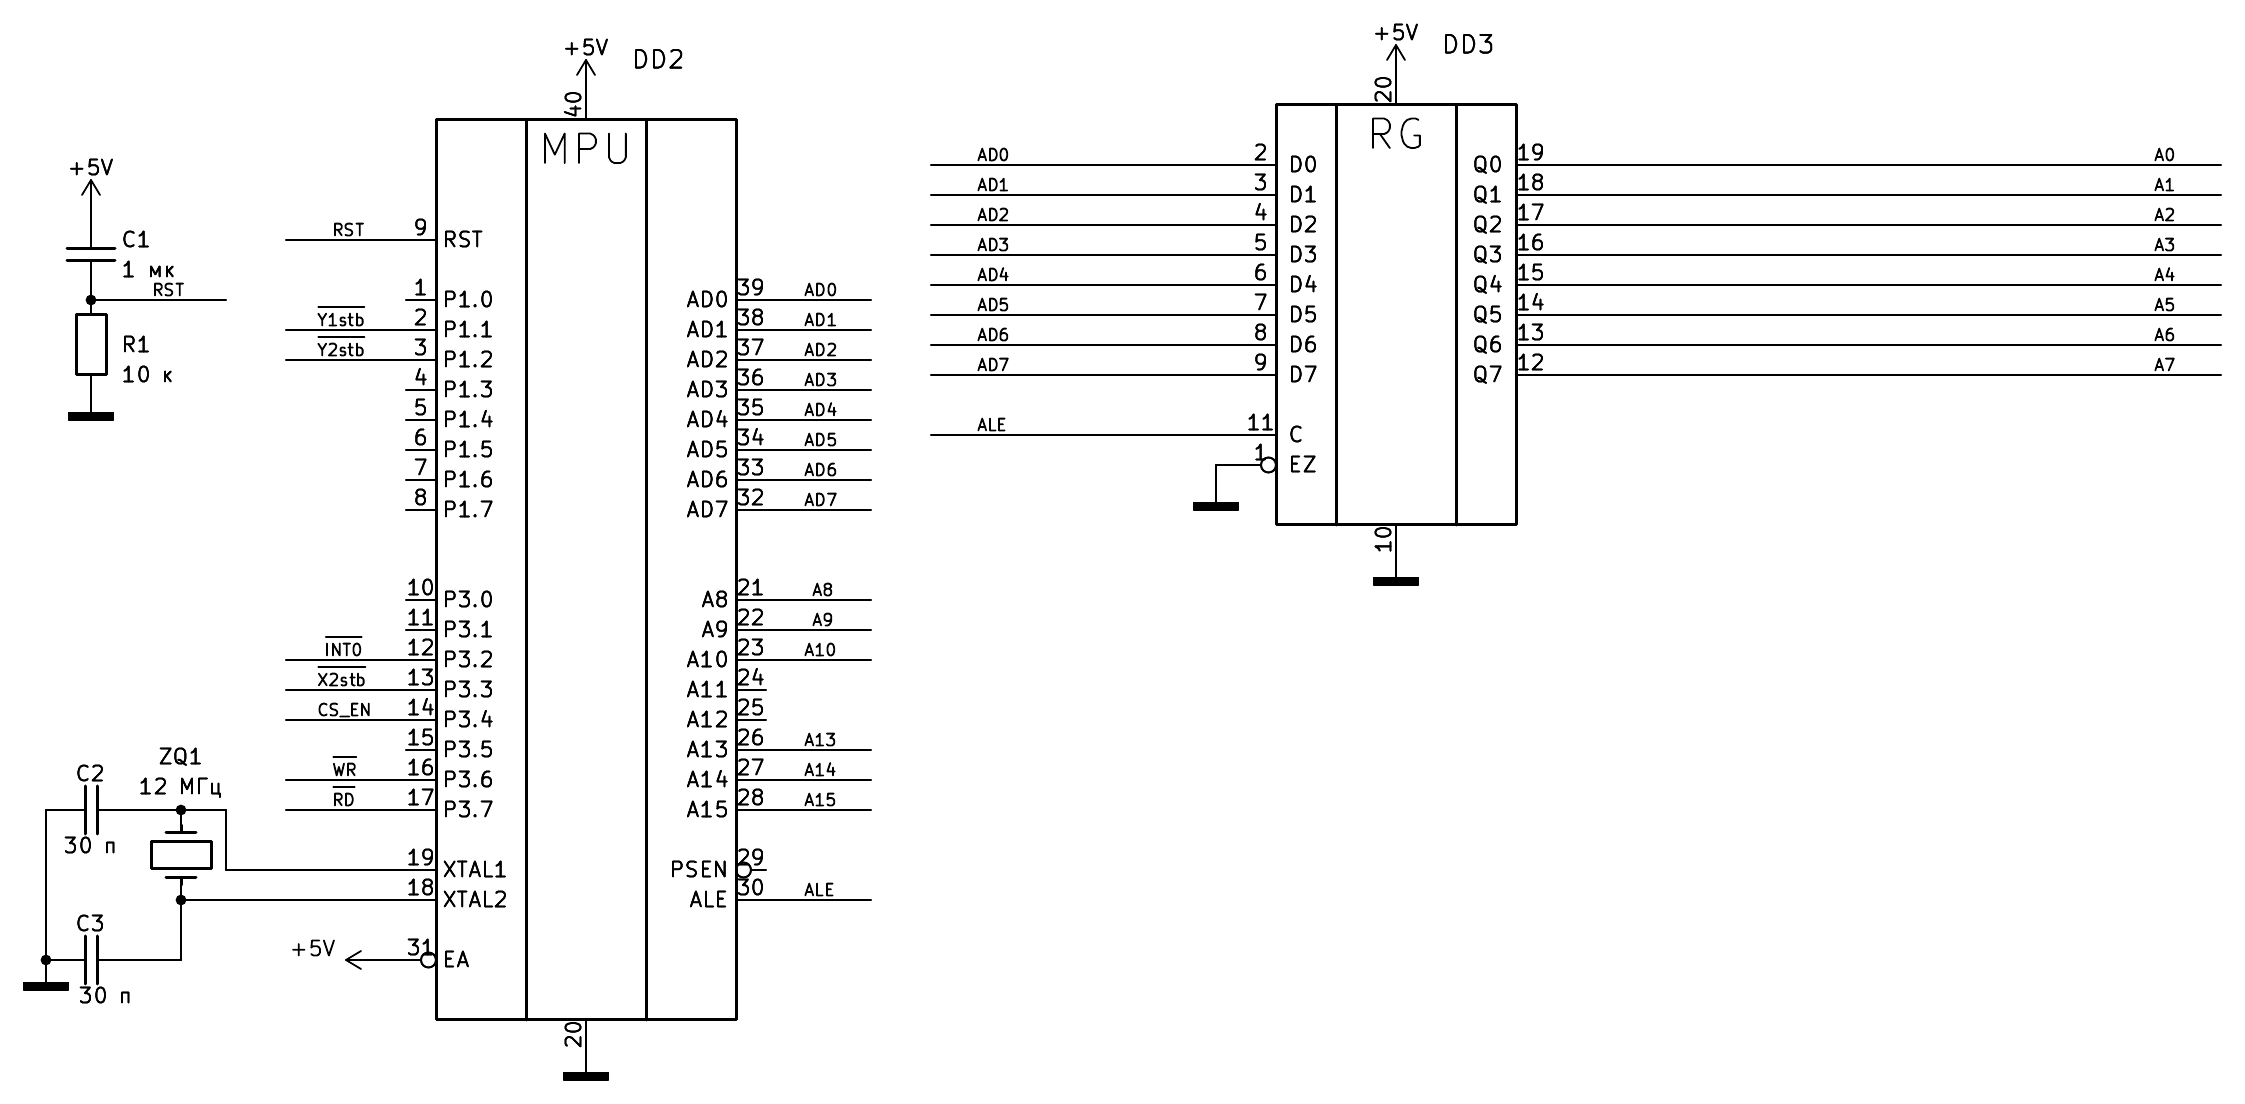 +5V
C1
1 мк
RST
R1
10 к
ZQ1
12 МГц
C2
30 п
C3
30 п
+5V
DD2
40
MPU
RST 9 RST
1 P1.0
Y1stb 2 P1.1
Y2stb 3 P1.2
4 P1.3
5 P1.4
6 P1.5
7 P1.6
8 P1.7
10 P3.0
11 P3.1
INT0 12 P3.2
X2stb 13 P3.3
CS_EN 14 P3.4
15 P3.5
WR 16 P3.6
RD 17 P3.7
19 XTAL1
18 XTAL2
+5V 31 EA
AD0 39 AD0
AD1 38 AD1
AD2 37 AD2
AD3 36 AD3
AD4 35 AD4
AD5 34 AD5
AD6 33 AD6
AD7 32 AD7
A8 21 A8
A9 22 A9
A10 23 A10
A11 24
A12 25
A13 26 A13
A14 27 A14
A15 28 A15
PSEN 29
ALE 30 ALE
20
+5V
DD3
20
RG
AD0 2 D0 Q0 19 A0
AD1 3 D1 Q1 18 A1
AD2 4 D2 Q2 17 A2
AD3 5 D3 Q3 16 A3
AD4 6 D4 Q4 15 A4
AD5 7 D5 Q5 14 A5
AD6 8 D6 Q6 13 A6
AD7 9 D7 Q7 12 A7
ALE 11 C
1 EZ
10